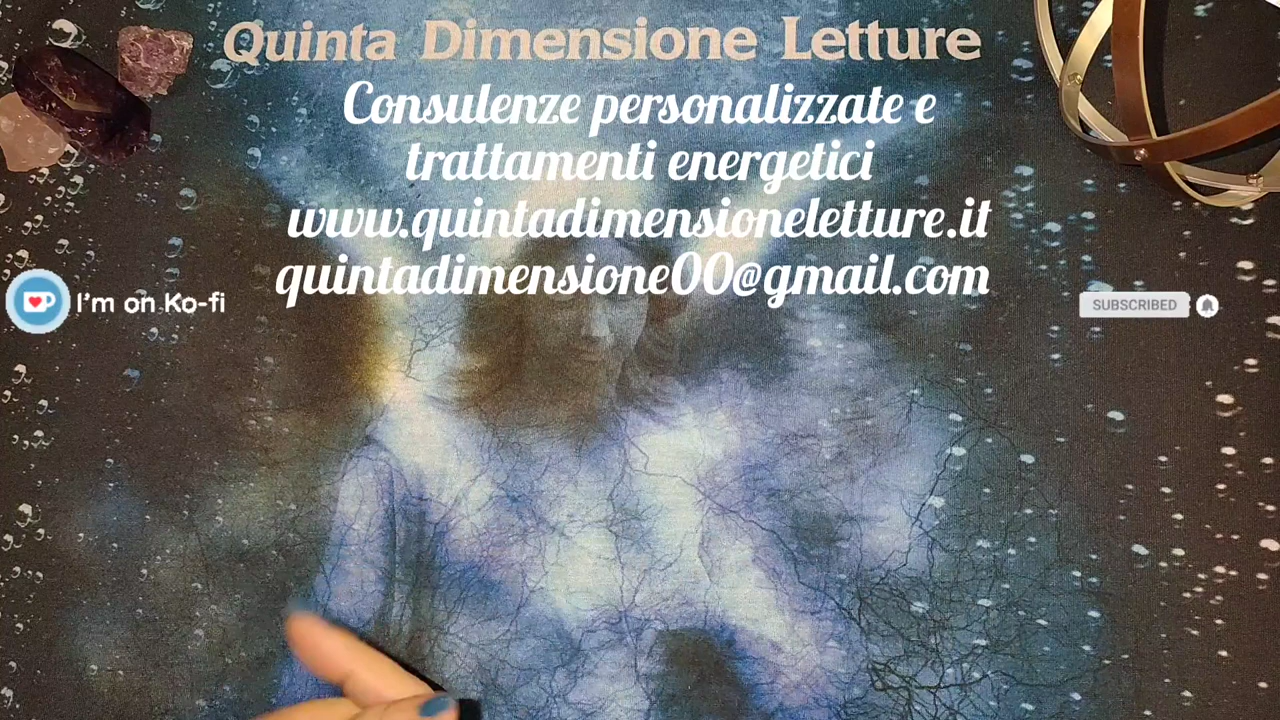 Quinta Dimensione Letture
Consulenze personalizzate e
trattamenti energetici
www.quintadimensioneletture.it
quintadimensione00@gmail.com
I'm on Ko-fi
SUBSCRIBED